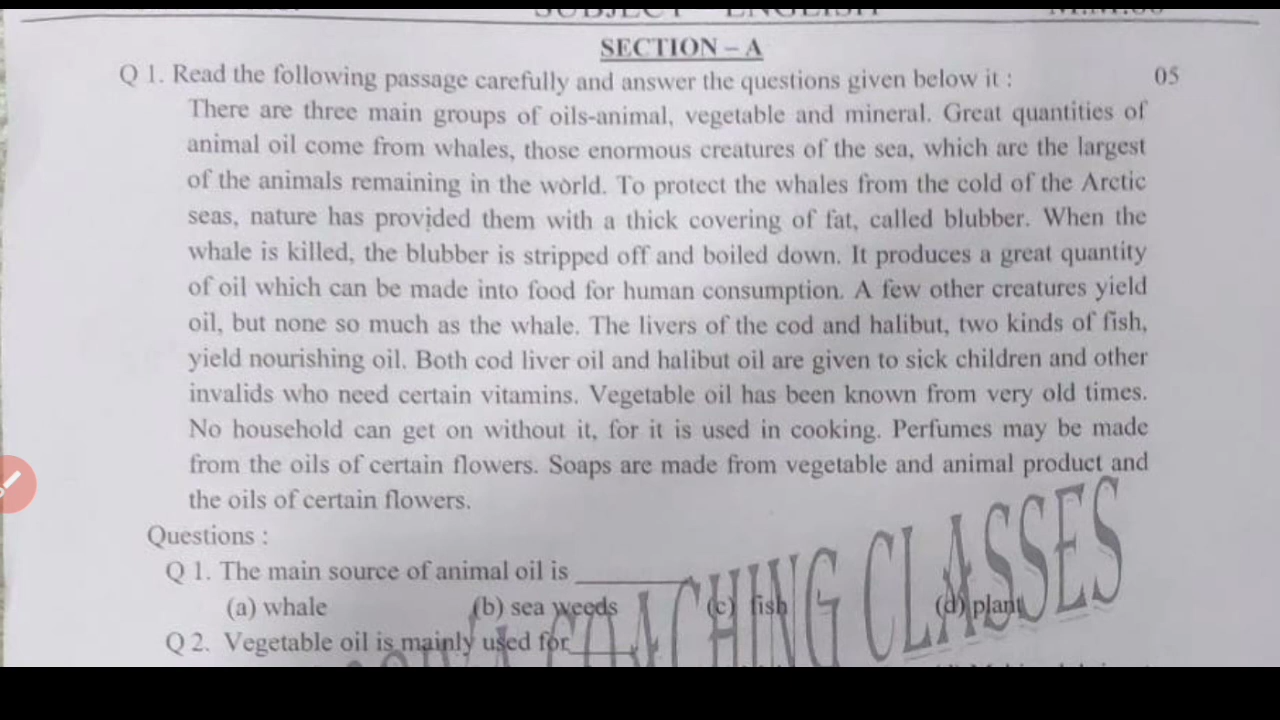 SUBJECT - ENGLISH
SECTION – A
Q 1. Read the following passage carefully and answer the questions given below it : 05
There are three main groups of oils-animal, vegetable and mineral. Great quantities of
animal oil come from whales, those enormous creatures of the sea, which are the largest
of the animals remaining in the world. To protect the whales from the cold of the Arctic
seas, nature has provided them with a thick covering of fat, called blubber. When the
whale is killed, the blubber is stripped off and boiled down. It produces a great quantity
of oil which can be made into food for human consumption. A few other creatures yield
oil, but none so much as the whale. The livers of the cod and halibut, two kinds of fish,
yield nourishing oil. Both cod liver oil and halibut oil are given to sick children and other
invalids who need certain vitamins. Vegetable oil has been known from very old times.
No household can get on without it, for it is used in cooking. Perfumes may be made
from the oils of certain flowers. Soaps are made from vegetable and animal product and
the oils of certain flowers.
Questions :
Q 1. The main source of animal oil is ________
(a) whale (b) sea weeds (c) fish (d) plant
Q 2. Vegetable oil is mainly used for ______
COACHING CLASSES